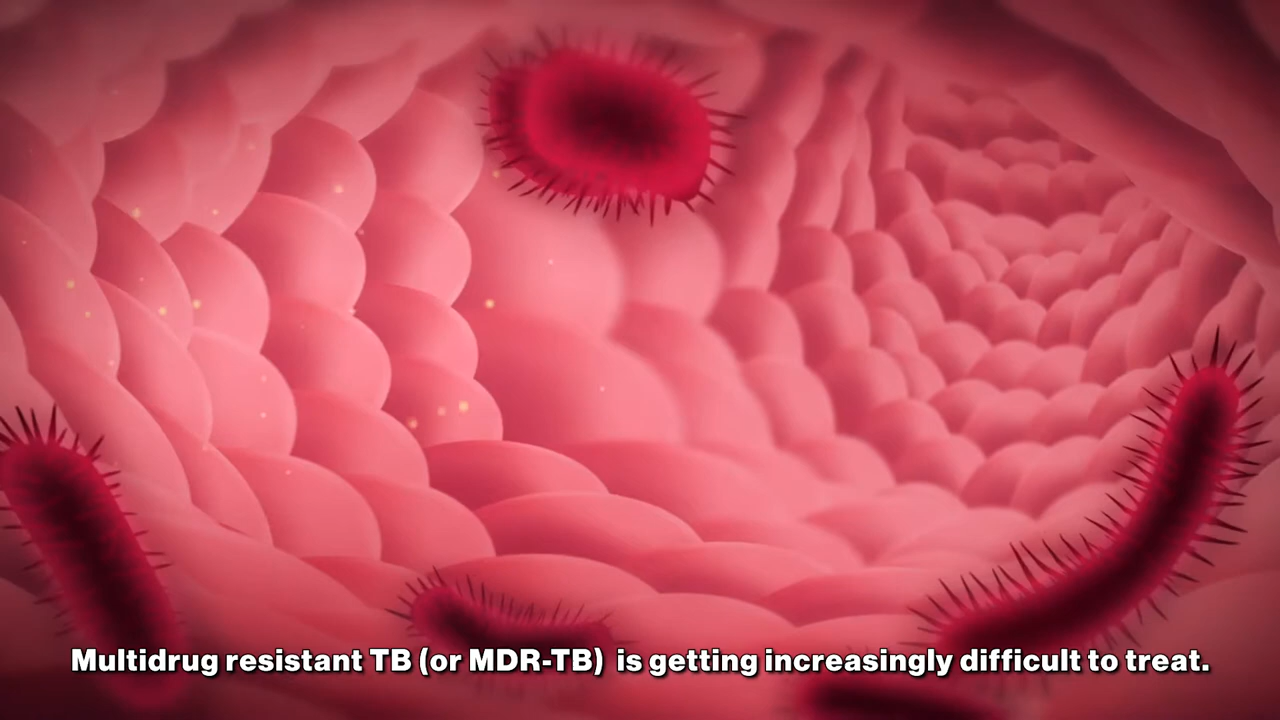 Multidrug resistant TB (or MDR-TB) is getting increasingly difficult to treat.